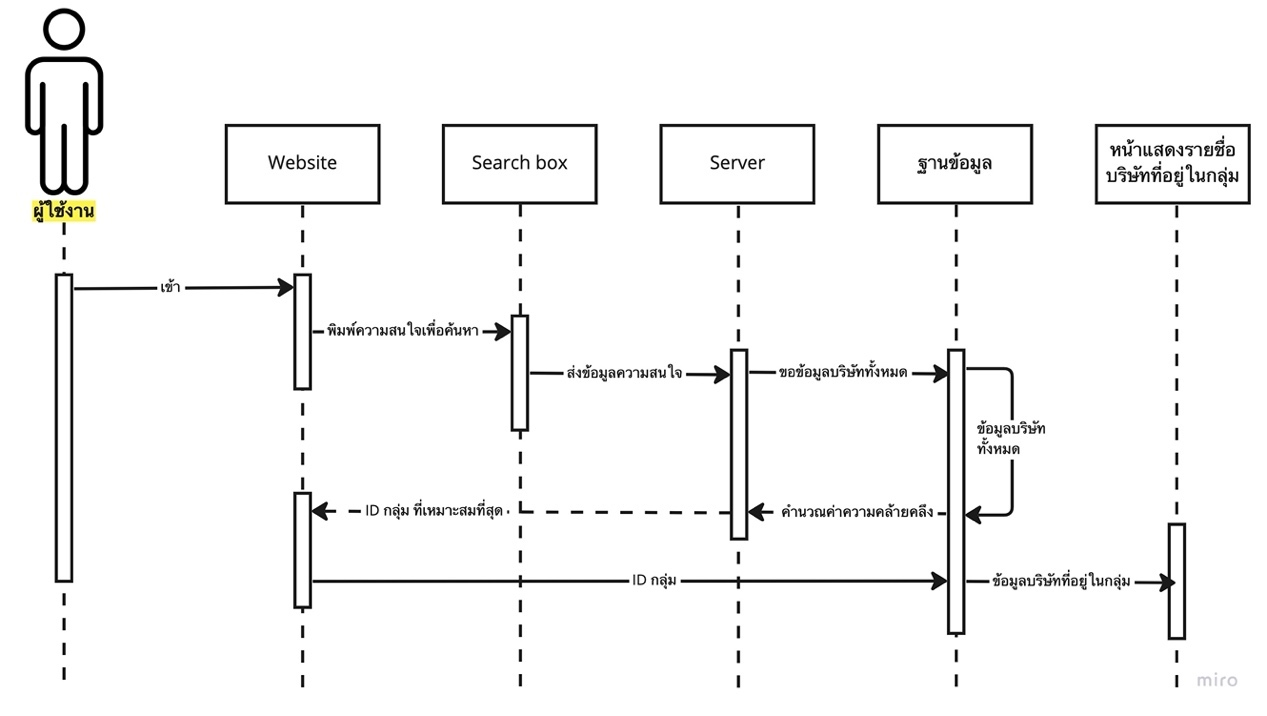 ผู้ใช้งาน
Website
Search box
Server
ฐานข้อมูล
หน้าแสดงรายชื่อ
บริษัทที่อยู่ในกลุ่ม
เข้า
พิมพ์ความสนใจเพื่อค้นหา
ส่งข้อมูลความสนใจ
ขอข้อมูลบริษัททั้งหมด
ข้อมูลบริษัท
ทั้งหมด
ID กลุ่ม ที่เหมาะสมที่สุด
คำนวณค่าความคล้ายคลึง
ID กลุ่ม
ข้อมูลบริษัทที่อยู่ในกลุ่ม
miro